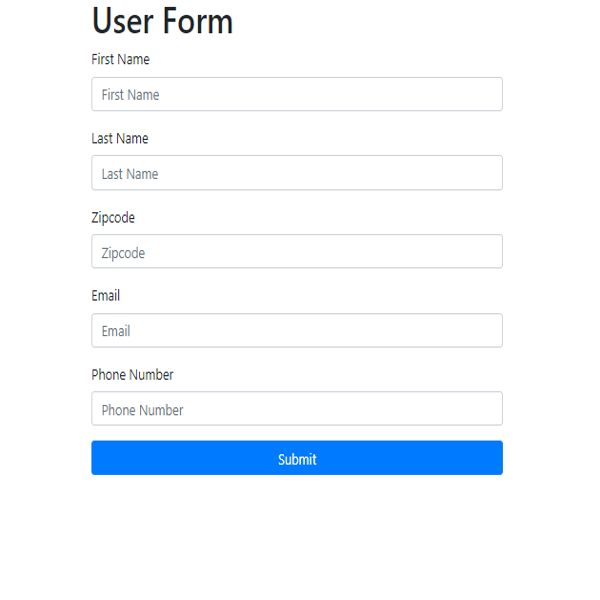 User Form
First Name
First Name
Last Name
Last Name
Zipcode
Zipcode
Email
Email
Phone Number
Phone Number
Submit